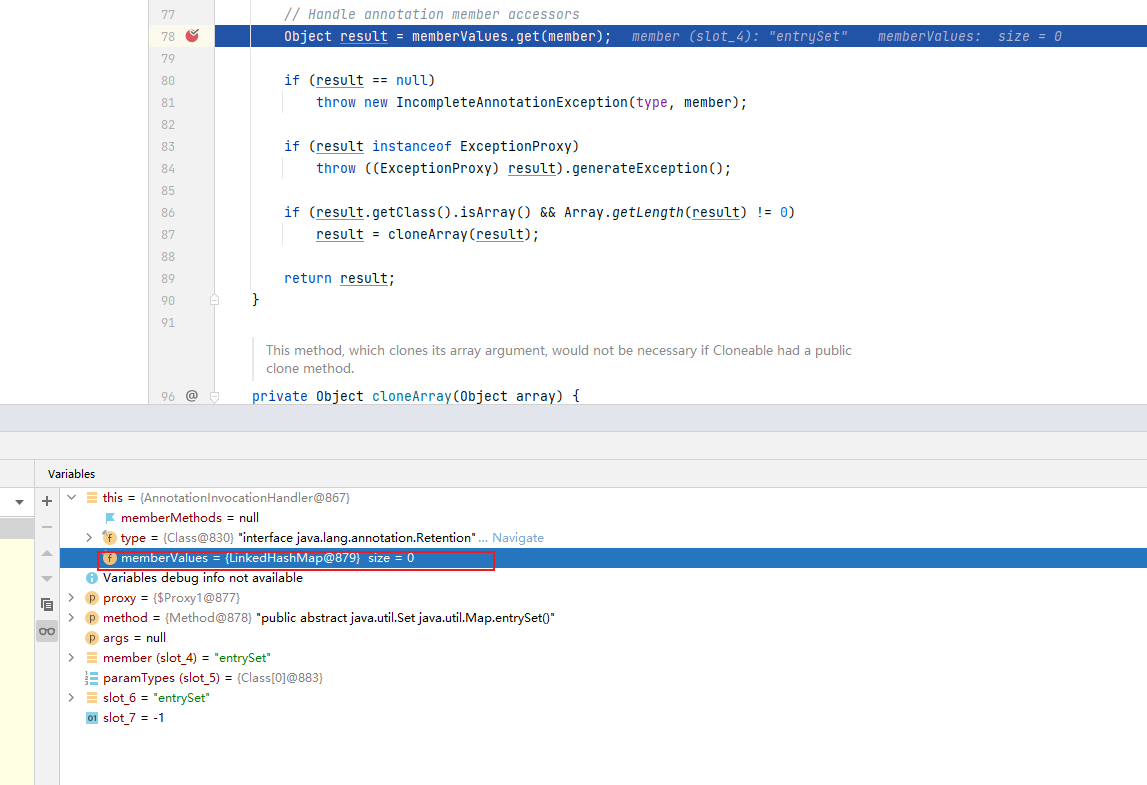 77 // Handle annotation member accessors
78 Object result = memberValues.get(member); member (slot_4): "entrySet" memberValues: size = 0
79
80 if (result == null)
81 throw new IncompleteAnnotationException(type, member);
82
83 if (result instanceof ExceptionProxy)
84 throw ((ExceptionProxy) result).generateException();
85
86 if (result.getClass().isArray() && Array.getLength(result) != 0)
87 result = cloneArray(result);
88
89 return result;
90 }
91
This method, which clones its array argument, would not be necessary if Cloneable had a public
clone method.
96 @ private Object cloneArray(Object array) {
Variables
this = {AnnotationInvocationHandler@867}
memberMethods = null
type = {Class@830} "interface java.lang.annotation.Retention" ... Navigate
memberValues = {LinkedHashMap@879} size = 0
Variables debug info not available
proxy = {$Proxy1@877}
method = {Method@878} "public abstract java.util.Set java.util.Map.entrySet()"
args = null
member (slot_4) = "entrySet"
paramTypes (slot_5) = {Class[0]@883}
slot_6 = "entrySet"
slot_7 = -1